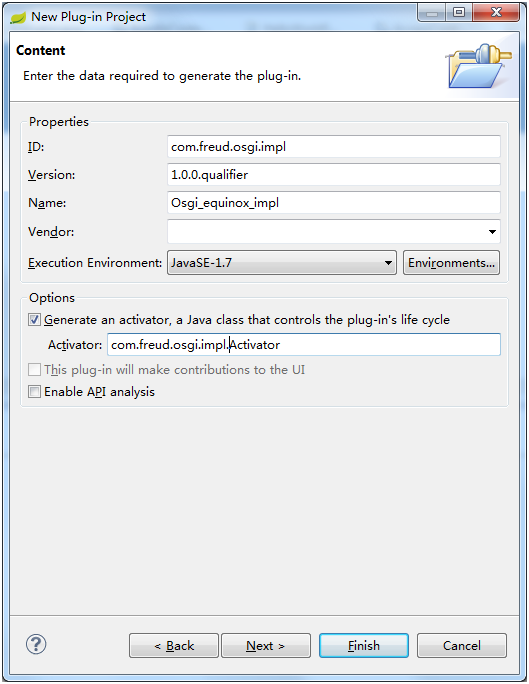 New Plug-in Project
Content
Enter the data required to generate the plug-in.
Properties
ID: com.freud.osgi.impl
Version: 1.0.0.qualifier
Name: Osgi_equinox_impl
Vendor:
Execution Environment: JavaSE-1.7 Environments...
Options
Generate an activator, a Java class that controls the plug-in's life cycle
Activator: com.freud.osgi.impl.Activator
This plug-in will make contributions to the UI
Enable API analysis
? < Back Next > Finish Cancel